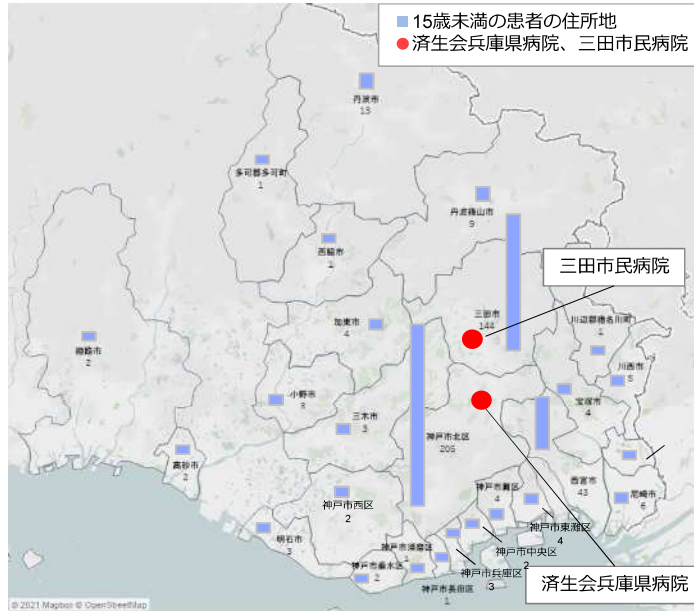 15歳未満の患者の住所地
済生会兵庫県病院、三田市民病院
丹波市
13
多可郡多可町
1
丹波篠山市
9
西脇市
1
三田市民病院
三田市
144
川辺郡猪名川町
1
加東市
4
姫路市
2
川西市
5
小野市
3
宝塚市
4
三木市
3
神戸市北区
205
高砂市
2
西宮市
43
神戸市灘区
4
尼崎市
6
神戸市西区
2
神戸市東灘区
4
明石市
3
神戸市須磨区
1
神戸市中央区
2
神戸市垂水区
2
神戸市兵庫区
3
神戸市長田区
1
済生会兵庫県病院
© 2021 Mapbox © OpenStreetMap